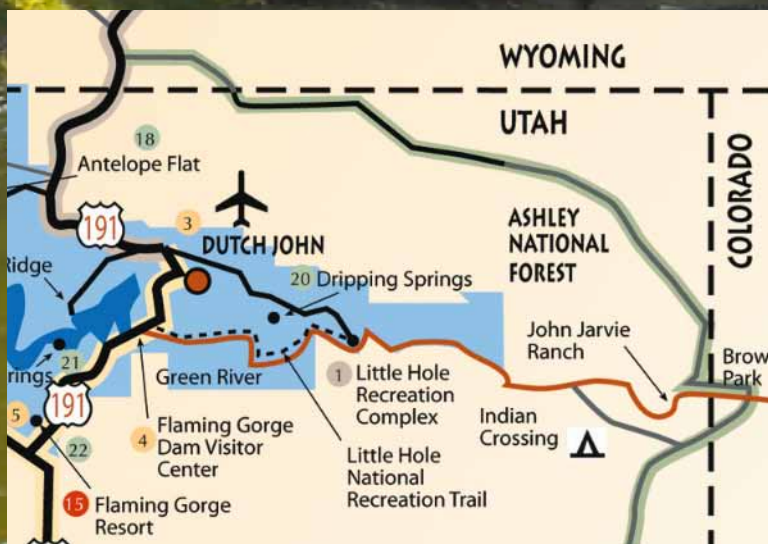 WYOMING
UTAH
COLORADO
18
Antelope Flat
191
3
DUTCH JOHN
ASHLEY
NATIONAL
FOREST
Ridge
20 Dripping Springs
John Jarvie
Ranch
Brow
Park
rings
21
Green River
1 Little Hole
Recreation
Complex
191
5
22
4 Flaming Gorge
Dam Visitor
Center
Indian
Crossing
Little Hole
National
Recreation Trail
15 Flaming Gorge
Resort